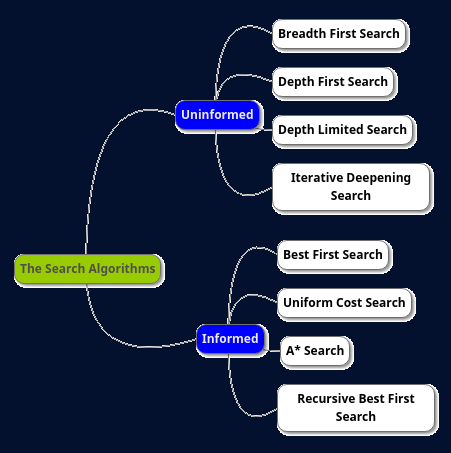 Breadth First Search
Depth First Search
Uninformed
Depth Limited Search
Iterative Deepening
Search
The Search Algorithms
Best First Search
Uniform Cost Search
Informed
A* Search
Recursive Best First
Search